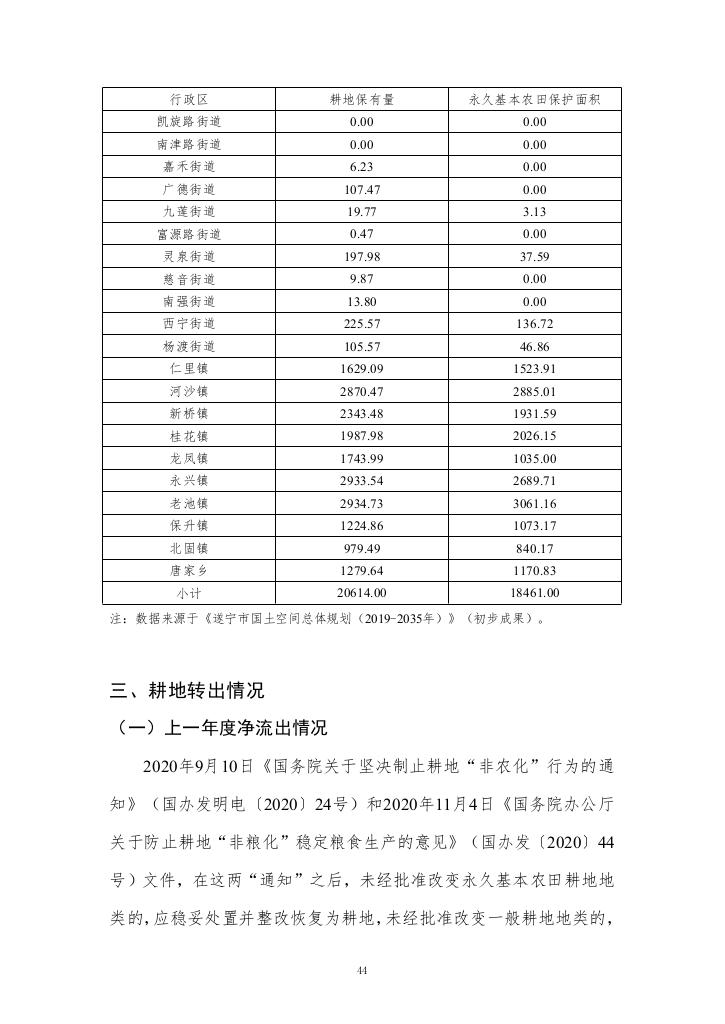 行政区 耕地保有量 永久基本农田保护面积
凯旋路街道 0.00 0.00
南津路街道 0.00 0.00
嘉禾街道 6.23 0.00
广德街道 107.47 0.00
九莲街道 19.77 3.13
富源路街道 0.47 0.00
灵泉街道 197.98 37.59
慈音街道 9.87 0.00
南强街道 13.80 0.00
西宁街道 225.57 136.72
杨渡街道 105.57 46.86
仁里镇 1629.09 1523.91
河沙镇 2870.47 2885.01
新桥镇 2343.48 1931.59
桂花镇 1987.98 2026.15
龙凤镇 1743.99 1035.00
永兴镇 2933.54 2689.71
老池镇 2934.73 3061.16
保升镇 1224.86 1073.17
北固镇 979.49 840.17
唐家乡 1279.64 1170.83
小计 20614.00 18461.00
注：数据来源于《遂宁市国土空间总体规划（2019-2035年）》（初步成果）。
三、耕地转出情况
（一）上一年度净流出情况
2020年9月10日《国务院关于坚决制止耕地“非农化”行为的通
知》（国办发明电〔2020〕24号）和2020年11月4日《国务院办公厅
关于防止耕地“非粮化”稳定粮食生产的意见》（国办发〔2020〕44
号）文件，在这两“通知”之后，未经批准改变永久基本农田耕地地
类的，应稳妥处置并整改恢复为耕地，未经批准改变一般耕地地类的，
44